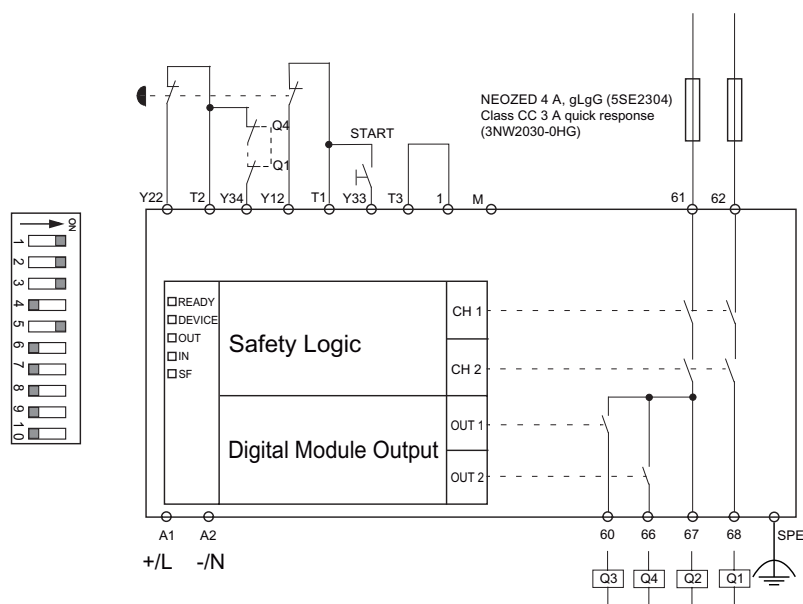 NEOZED 4 A, gLgG (5SE2304)
Class CC 3 A quick response
(3NW2030-0HG)
Q4
Q1
START
Y22
T2
Y34
Y12
T1
Y33
T3
1
M
61
62
ON
1
2
3
4
5
6
7
8
9
10
READY
DEVICE
OUT
IN
SF
Safety Logic
CH 1
CH 2
Digital Module Output
OUT 1
OUT 2
A1
A2
60
66
67
68
SPE
+/L
-/N
Q3
Q4
Q2
Q1